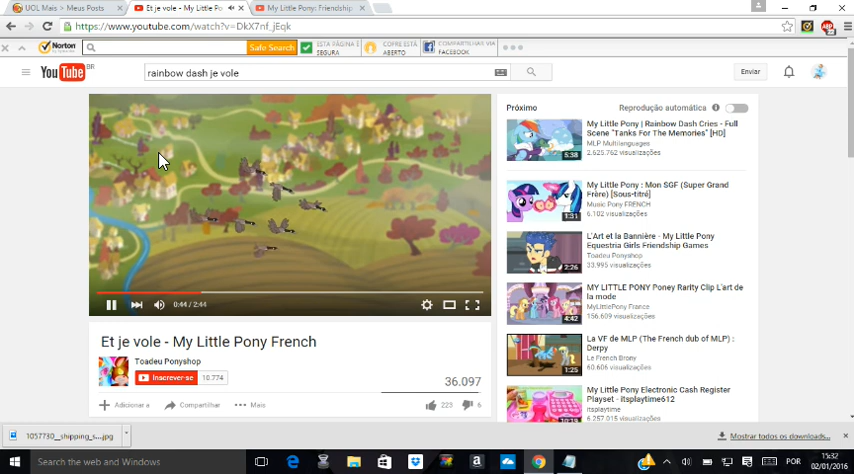 UOL Mais > Meus Posts
Et je vole - My Little Po
My Little Pony: Friendship
https://www.youtube.com/watch?v=DkX7nf_jEqk
Norton
Safe Search
ESTA PÁGINA É
SEGURA
COFRE ESTÁ
ABERTO
COMPARTILHAR VIA
FACEBOOK
YouTube BR
rainbow dash je vole
Enviar
0:44 / 2:44
Et je vole - My Little Pony French
Toadeu Ponyshop
Inscrever-se 10.774
36.097
Adicionar a
Compartilhar
Mais
223
6
Próximo
Reprodução automática
My Little Pony | Rainbow Dash Cries - Full
Scene "Tanks For The Memories" [HD]
MLP Multilanguages
2.625.762 visualizações
5:38
My Little Pony : Mon SGF (Super Grand
Frère) [Sous-titré]
Music Pony FRENCH
6.102 visualizações
1:31
L'Art et la Bannière - My Little Pony
Equestria Girls Friendship Games
Toadeu Ponyshop
33.995 visualizações
2:26
MY LITTLE PONY Poney Rarity Clip L'art de
la mode
MyLittlePony France
156.609 visualizações
4:42
La VF de MLP (The French dub of MLP) :
Derpy
Le French Brony
60.606 visualizações
1:25
My Little Pony Electronic Cash Register
Playset - itsplaytime612
itsplaytime
6.257.015 visualizações
1057730__shipping_s....jpg
Mostrar todos os downloads...
Search the web and Windows
POR
15:32
02/01/2016